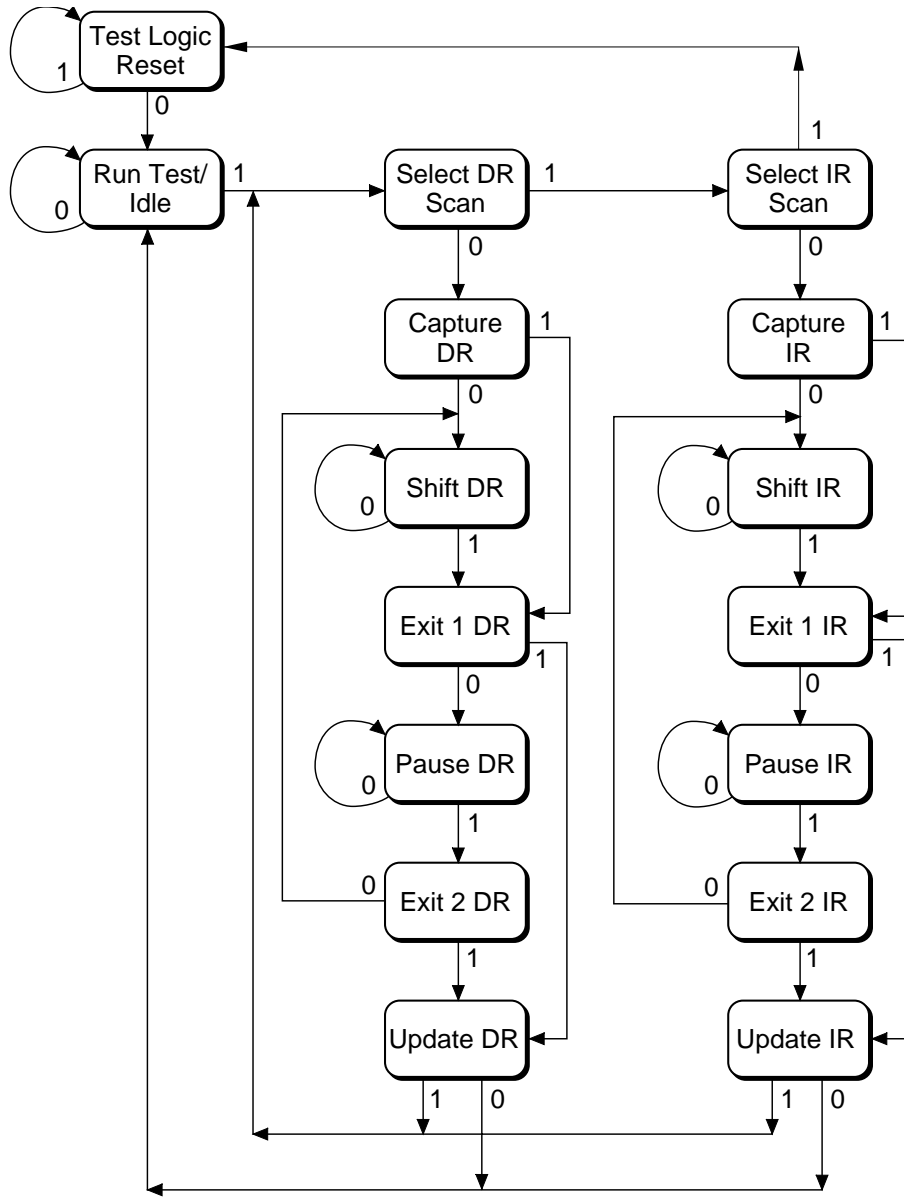 Test Logic
Reset
1
0
Run Test/
Idle
0
1
Select DR
Scan
1
0
Select IR
Scan
1
0
Capture
DR
1
0
Capture
IR
1
0
Shift DR
0
1
Shift IR
0
1
Exit 1 DR
1
0
Exit 1 IR
1
0
Pause DR
0
1
Pause IR
0
1
Exit 2 DR
0
1
Exit 2 IR
0
1
Update DR
1
0
Update IR
1
0